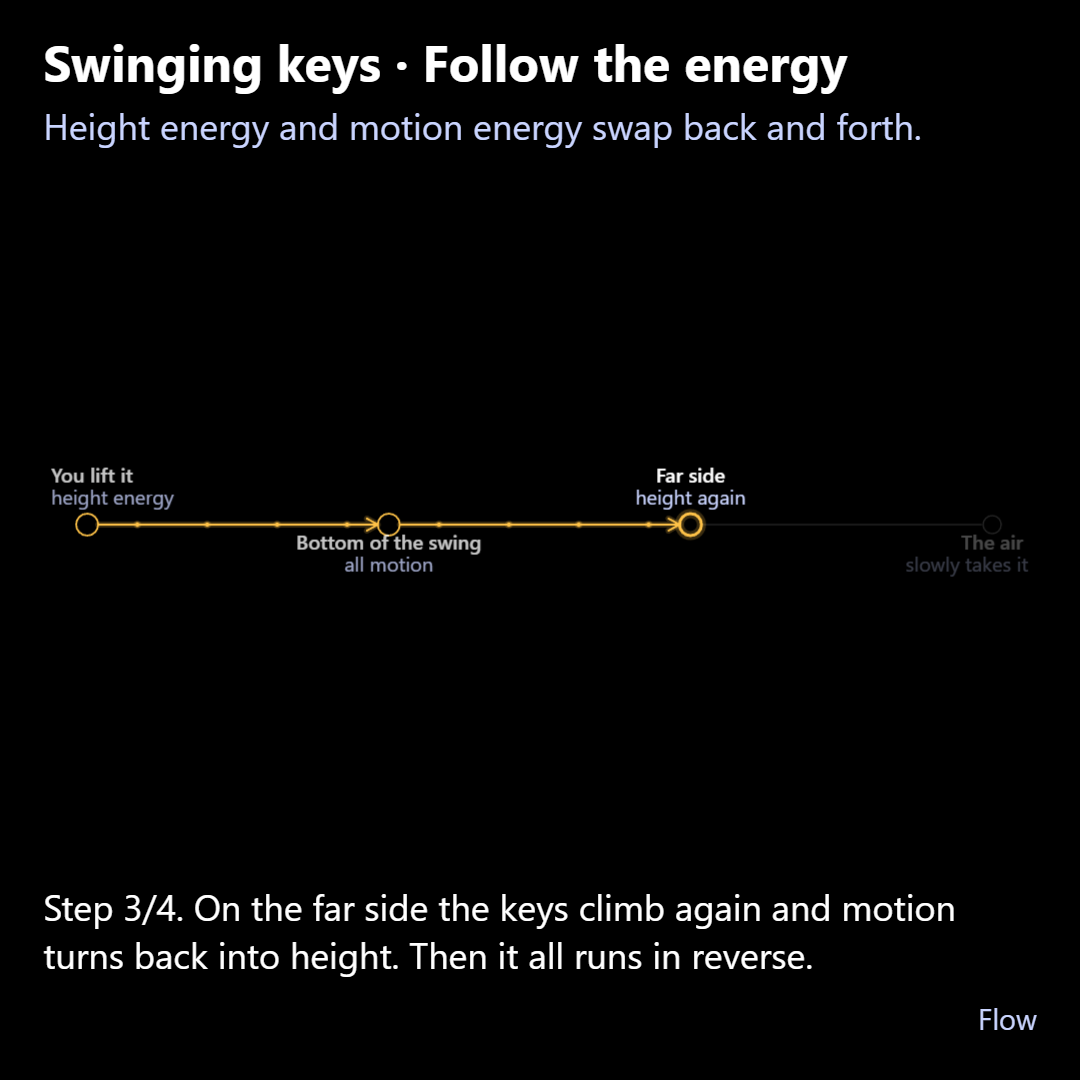 Swinging keys · Follow the energy
Height energy and motion energy swap back and forth.
You lift it
height energy
Bottom of the swing
all motion
Far side
height again
The air
slowly takes it
Step 3/4. On the far side the keys climb again and motion
turns back into height. Then it all runs in reverse.
Flow